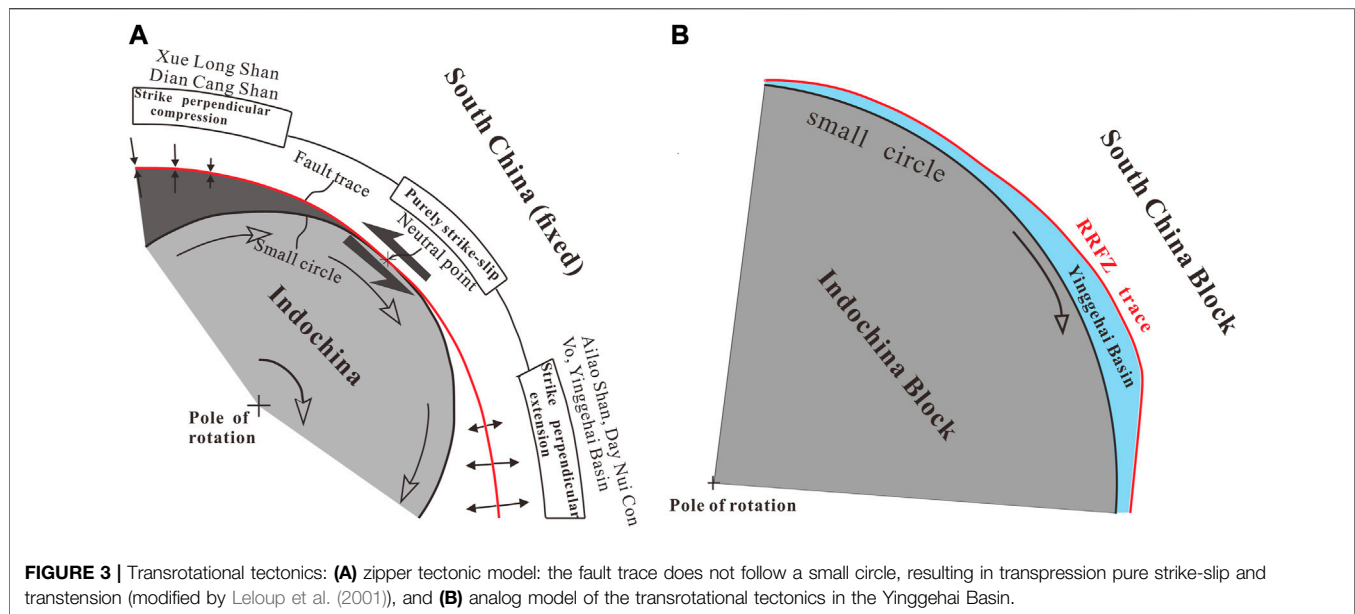 A
Xue Long Shan
Dian Cang Shan
Strike perpendicular
compression
Fault trace
Small circle
Purely strike-slip
Neutral point
South China (fixed)
Indochina
Pole of
rotation
Strike perpendicular
extension
Ailao Shan, Day Nui Con
Vo, Yinggehai Basin
B
small circle
South China Block
RRFZ trace
Yinggehai Basin
Indochina Block
Pole of rotation
FIGURE 3 | Transrotational tectonics: (A) zipper tectonic model: the fault trace does not follow a small circle, resulting in transpression pure strike-slip and
transtension (modified by Leloup et al. (2001)), and (B) analog model of the transrotational tectonics in the Yinggehai Basin.